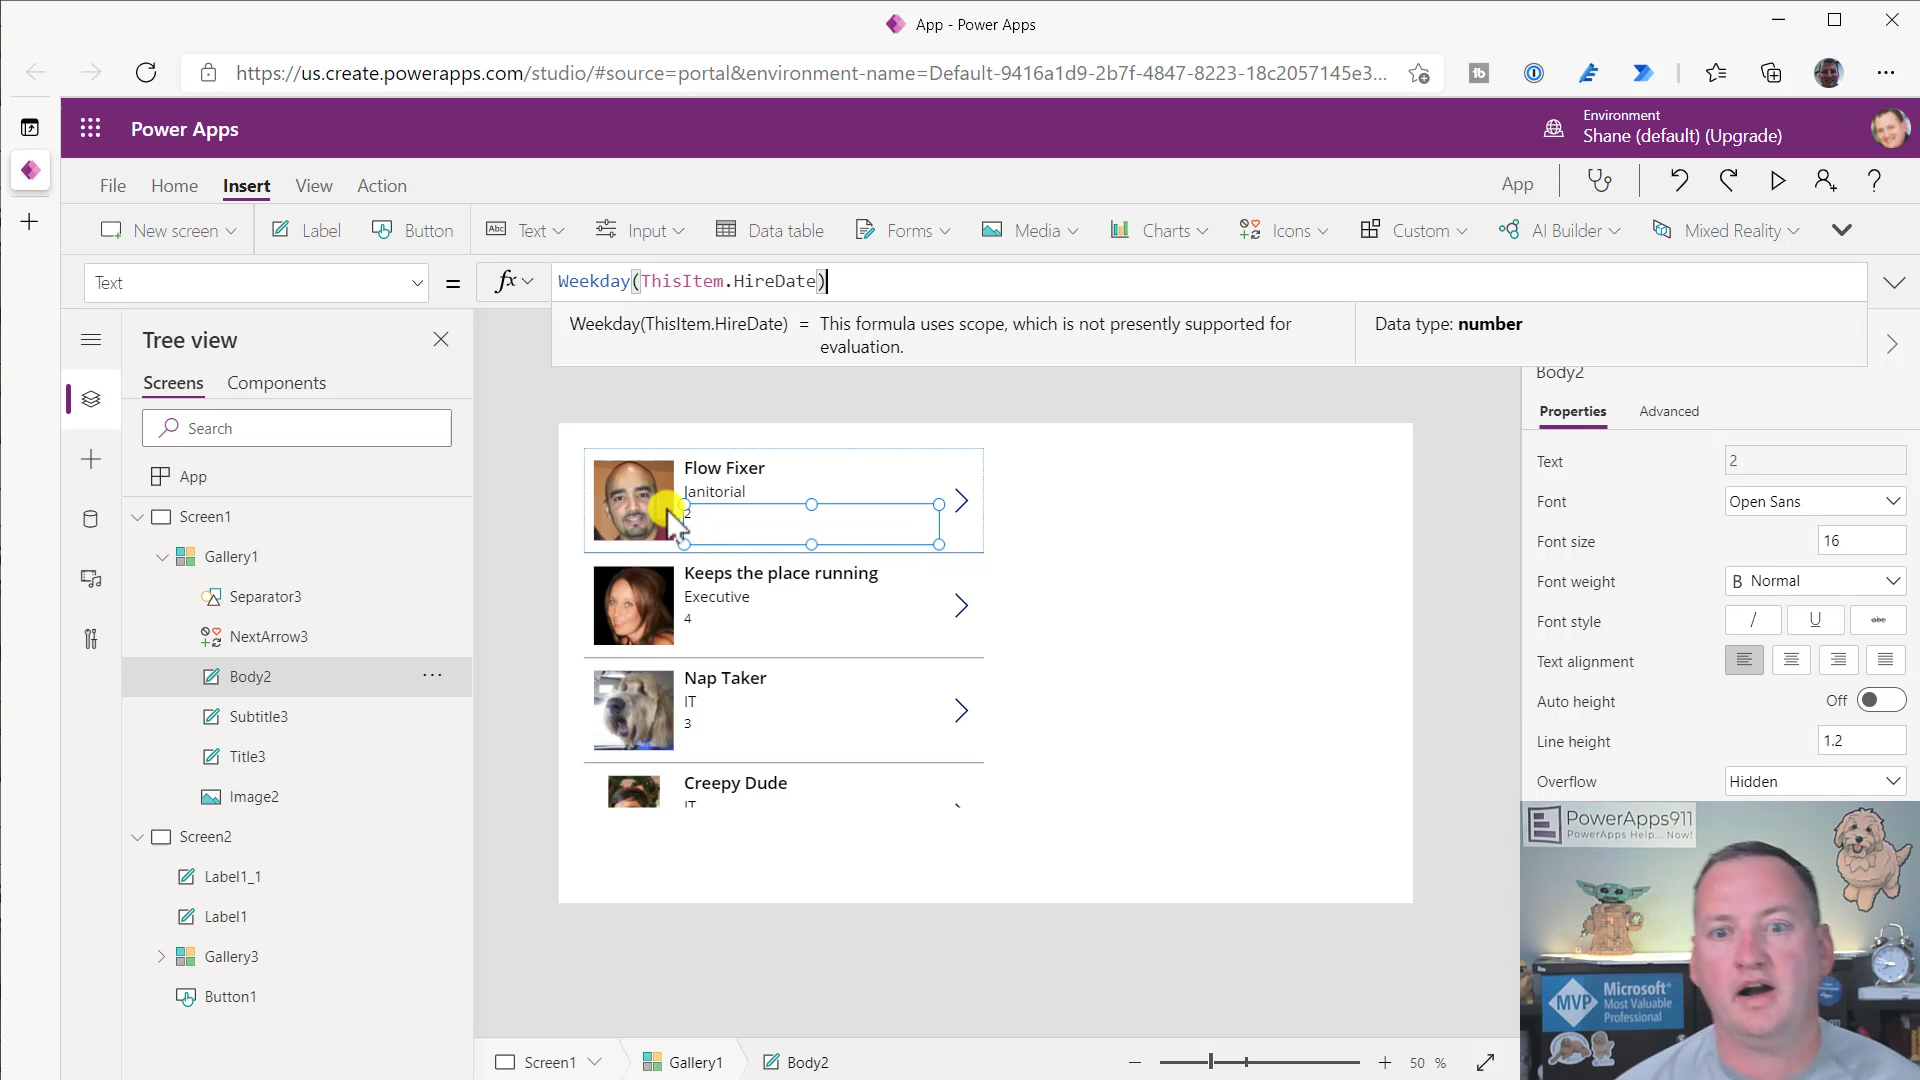 App - Power Apps
https://us.create.powerapps.com/studio/#source=portal&environment-name=Default-9416a1d9-2b7f-4847-8223-18c2057145e3...
Power Apps
Environment
Shane (default) (Upgrade)
File Home Insert View Action
App
New screen Label Button Text Input Data table Forms Media Charts Icons Custom AI Builder Mixed Reality
Text = fx Weekday(ThisItem.HireDate)
Weekday(ThisItem.HireDate) = This formula uses scope, which is not presently supported for evaluation.
Data type: number
Tree view
Screens Components
Search
App
Screen1
Gallery1
Separator3
NextArrow3
Body2
Subtitle3
Title3
Image2
Screen2
Label1_1
Label1
Gallery3
Button1
Flow Fixer
Janitorial
2
Keeps the place running
Executive
4
Nap Taker
IT
3
Creepy Dude
IT
Body2
Properties Advanced
Text 2
Font Open Sans
Font size 16
Font weight B Normal
Font style / U abc
Text alignment
Auto height Off
Line height 1.2
Overflow Hidden
PowerApps911
PowerApps Help... Now!
MVP Microsoft
Most Valuable
Professional
Screen1 Gallery1 Body2
50 %